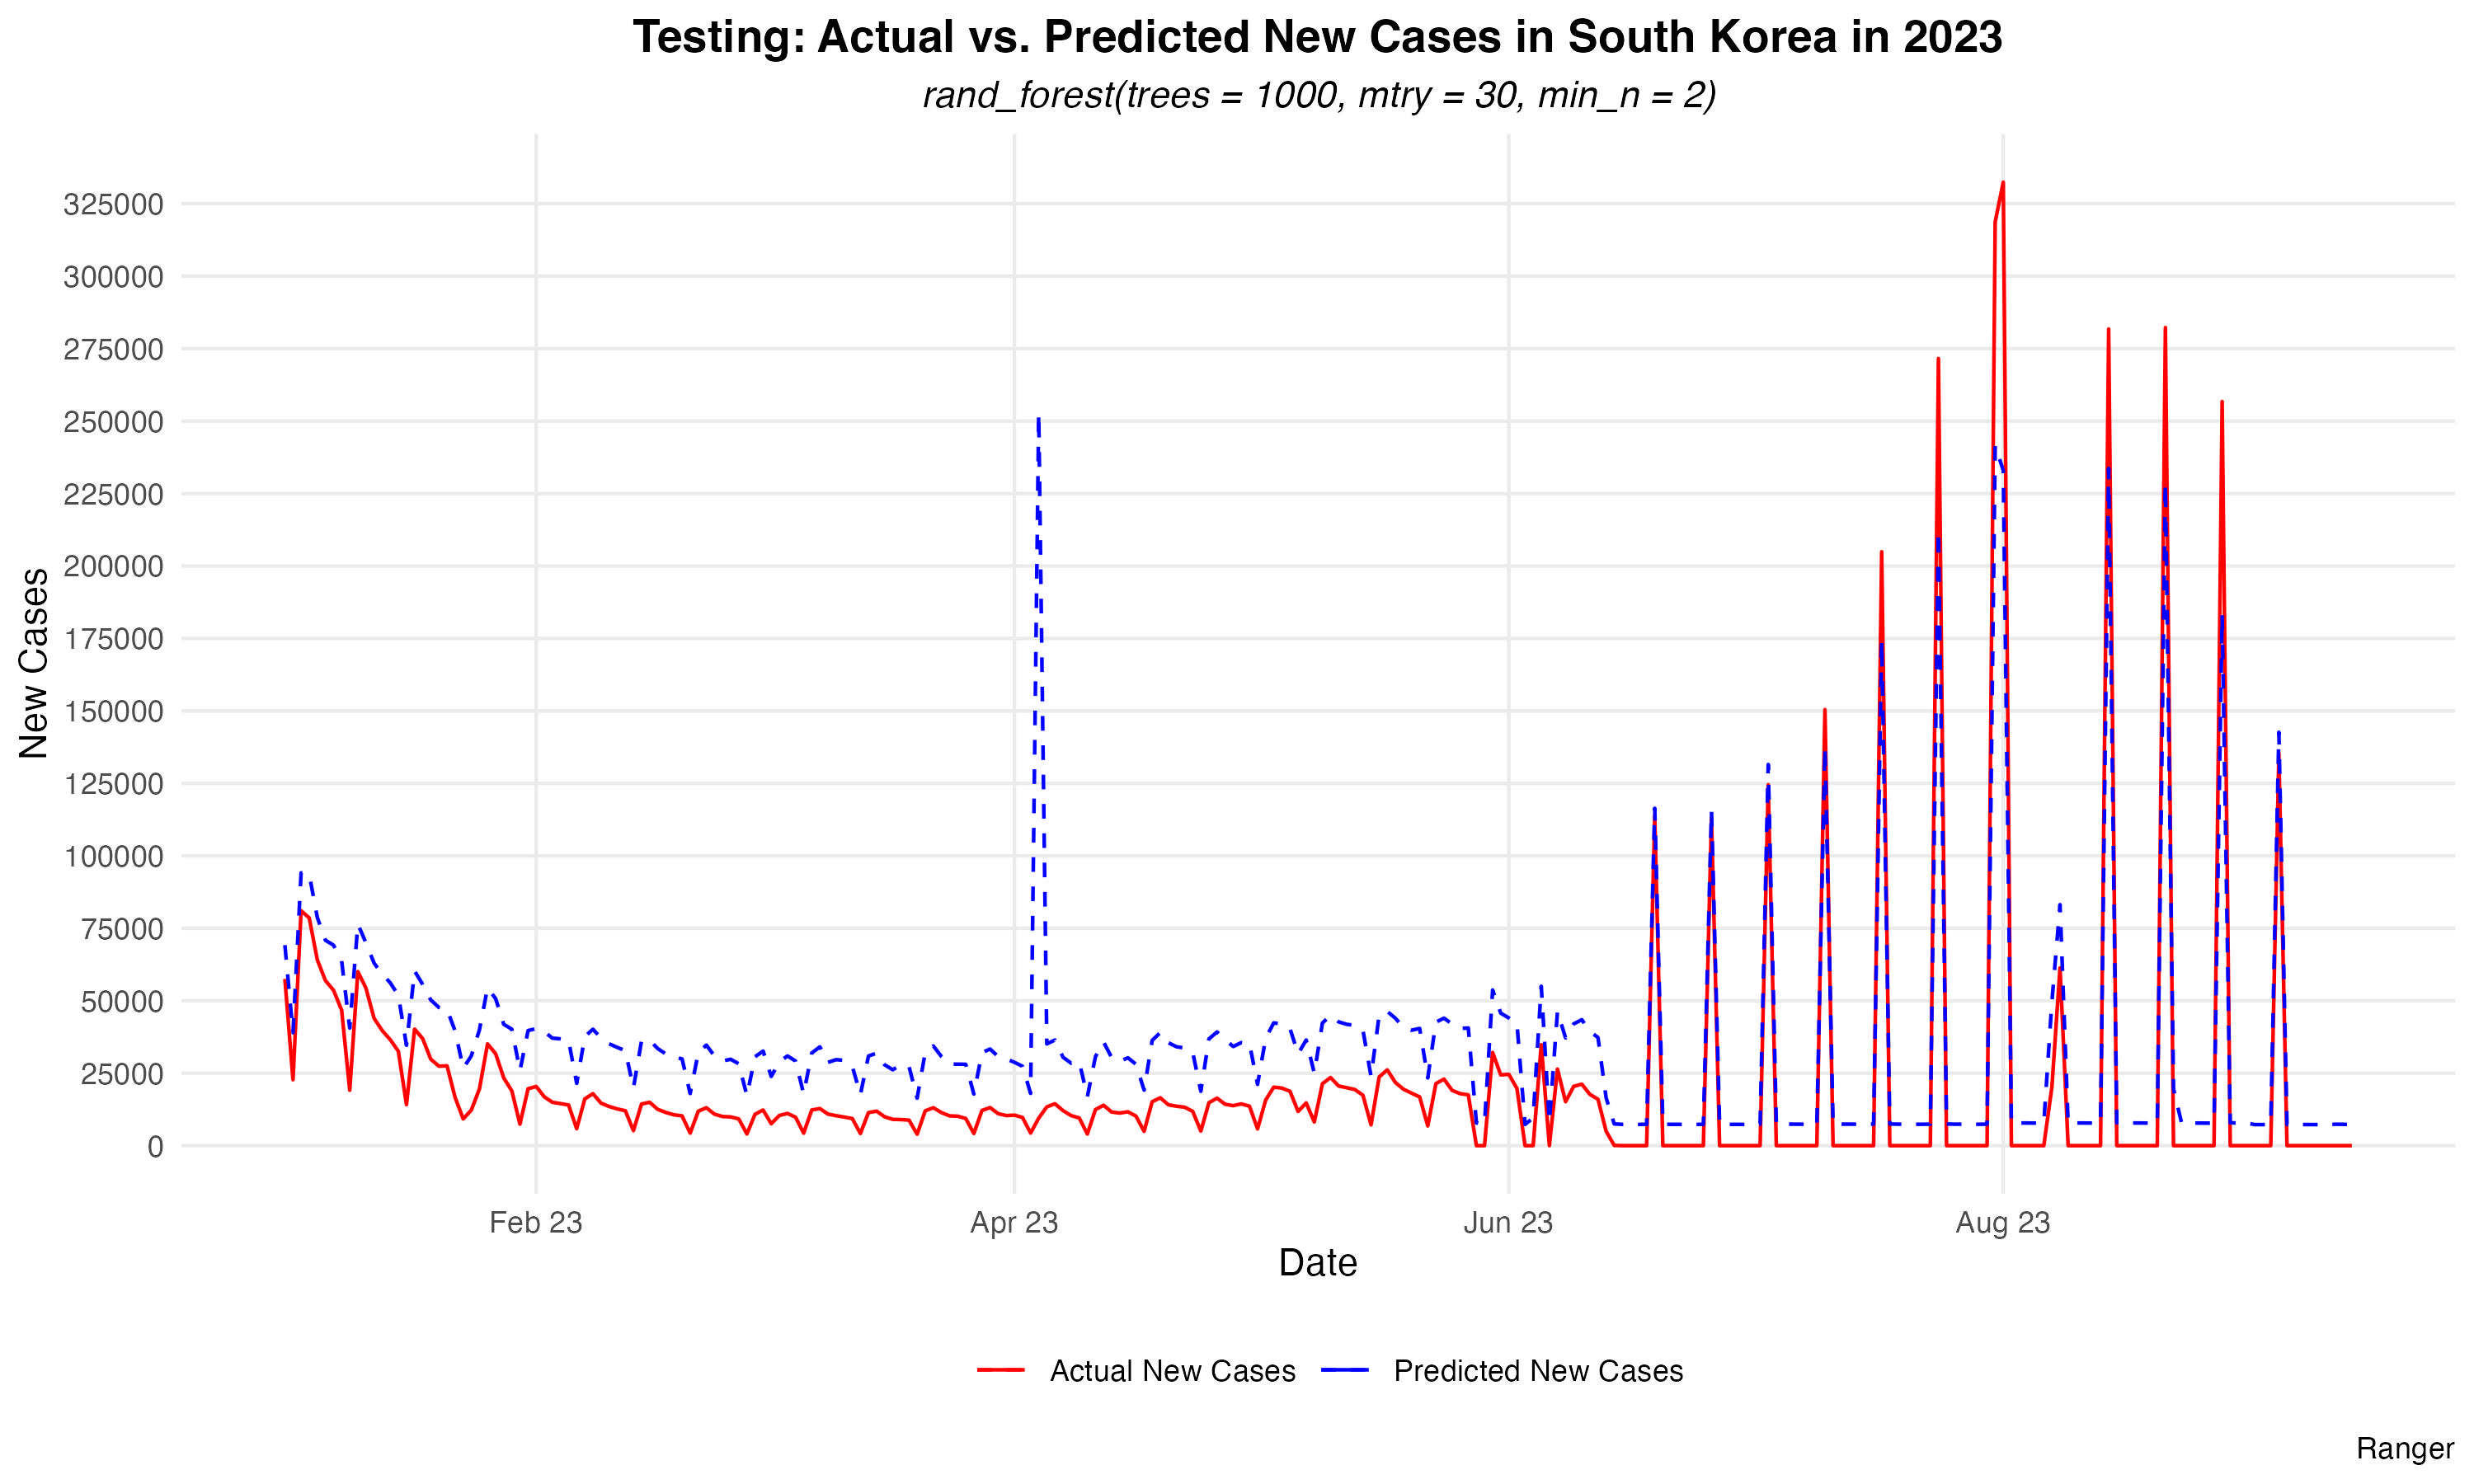 Testing: Actual vs. Predicted New Cases in South Korea in 2023
rand_forest(trees = 1000, mtry = 30, min_n = 2)
New Cases
325000
300000
275000
250000
225000
200000
175000
150000
125000
100000
75000
50000
25000
0
Feb 23 Apr 23 Jun 23 Aug 23
Date
Actual New Cases Predicted New Cases
Ranger